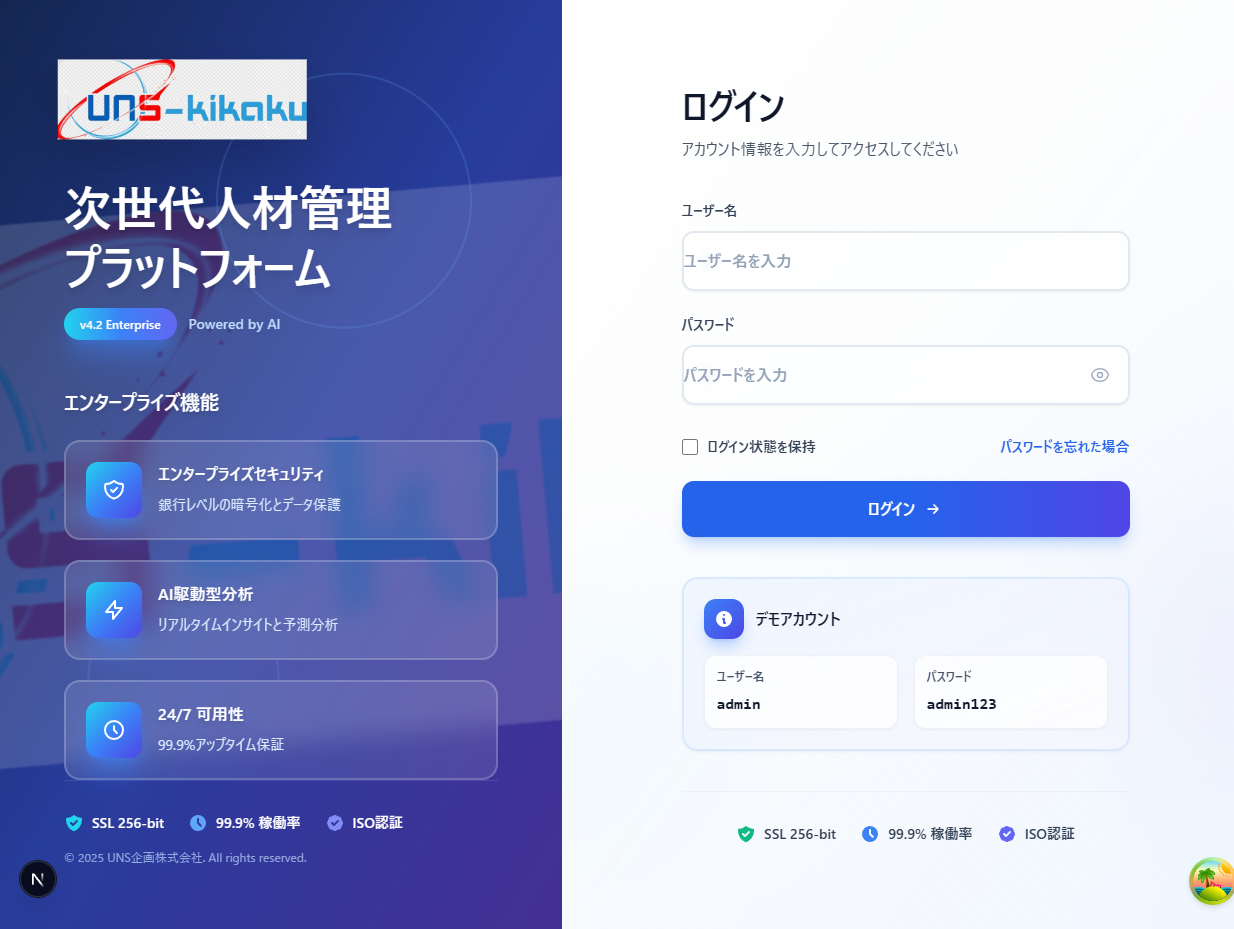 UNS-kikaku
次世代人材管理
プラットフォーム
v4.2 Enterprise
Powered by AI
エンタープライズ機能
エンタープライズセキュリティ
銀行レベルの暗号化とデータ保護
AI駆動型分析
リアルタイムインサイトと予測分析
24/7 可用性
99.9%アップタイム保証
SSL 256-bit
99.9% 稼働率
ISO認証
© 2025 UNS企画株式会社. All rights reserved.
N
ログイン
アカウント情報を入力してアクセスしてください
ユーザー名
ユーザー名を入力
パスワード
パスワードを入力
ログイン状態を保持
パスワードを忘れた場合
ログイン →
デモアカウント
ユーザー名
admin
パスワード
admin123
SSL 256-bit
99.9% 稼働率
ISO認証